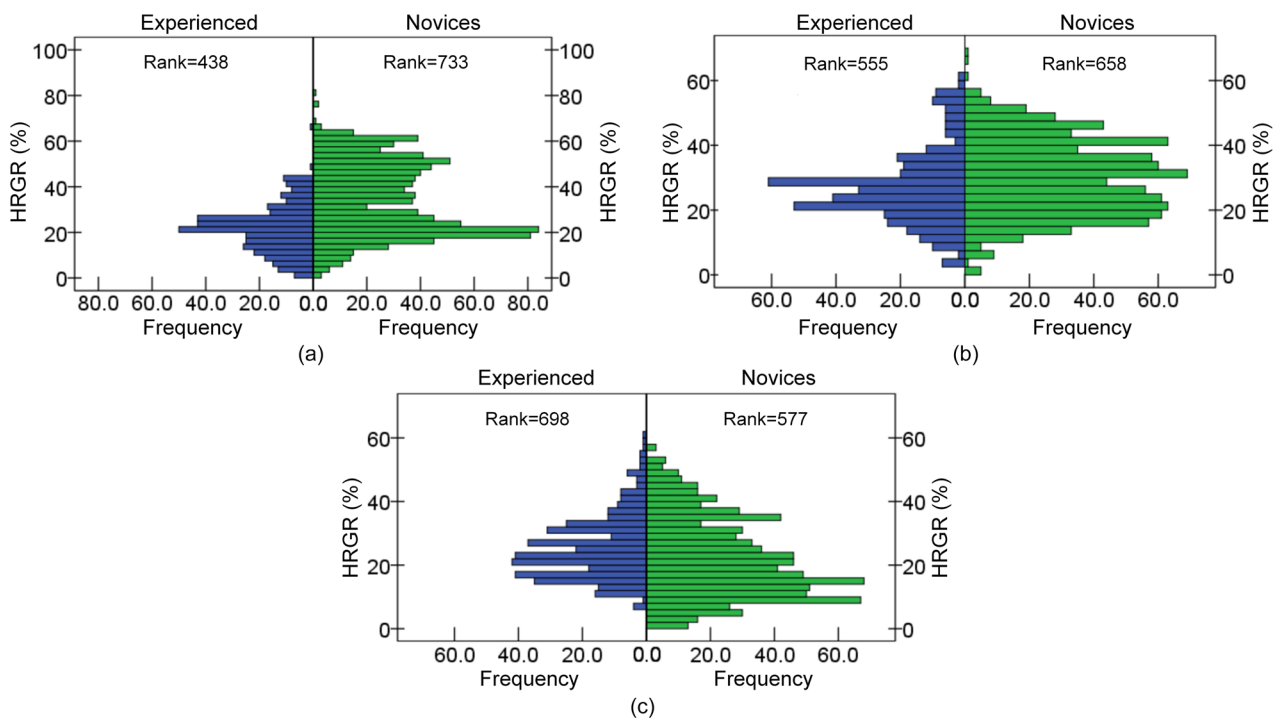 Experienced Novices
Rank=438 Rank=733
100 100
80 80
60 60
40 40
20 20
0 0
HRGR (%) HRGR (%)
80.0 60.0 40.0 20.0 0.0 20.0 40.0 60.0 80.0
Frequency Frequency
(a)
Experienced Novices
Rank=555 Rank=658
60 60
40 40
20 20
0 0
HRGR (%) HRGR (%)
60.0 40.0 20.0 0.0 20.0 40.0 60.0
Frequency Frequency
(b)
Experienced Novices
Rank=698 Rank=577
60 60
40 40
20 20
0 0
HRGR (%) HRGR (%)
60.0 40.0 20.0 0.0 20.0 40.0 60.0
Frequency Frequency
(c)